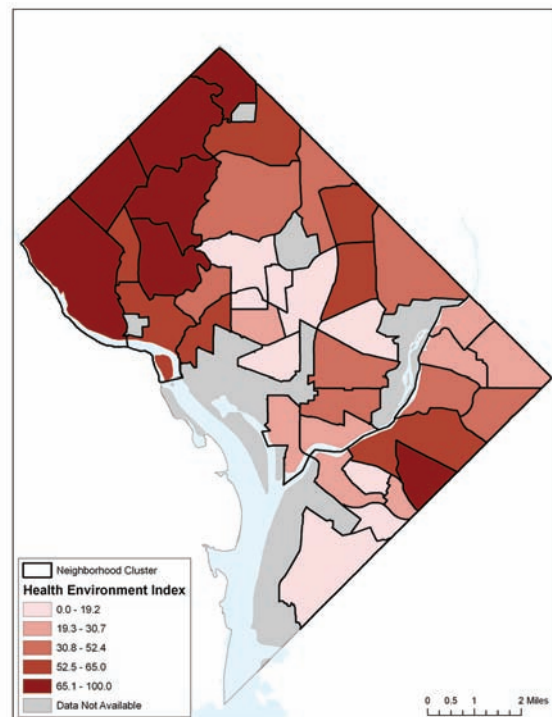 Neighborhood Cluster
Health Environment Index
0.0 - 19.2
19.3 - 30.7
30.8 - 52.4
52.5 - 65.0
65.1 - 100.0
Data Not Available
0 0.5 1 2 Miles